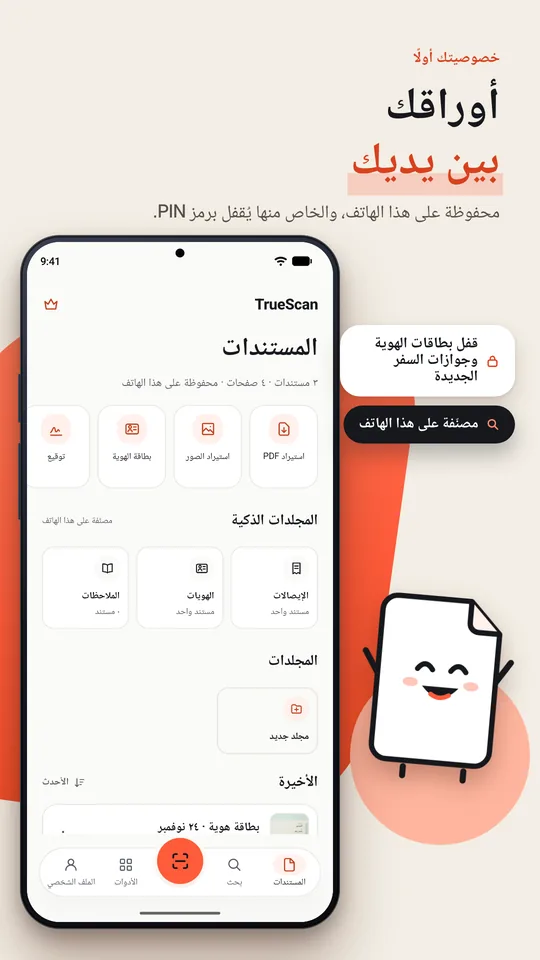 خصوصيتك أولًا
أوراقك
بين يديك
محفوظة على هذا الهاتف، والخاص منها يُقفل برمز PIN.
9:41
TrueScan
المستندات
٣ مستندات · ٤ صفحات · محفوظة على هذا الهاتف
استيراد PDF
استيراد الصور
بطاقة الهوية
توقيع
قفل بطاقات الهوية
وجوازات السفر
الجديدة
مصنّفة على هذا الهاتف
المجلدات الذكية
مصنّفة على هذا الهاتف
الإيصالات
مستند واحد
الهويات
مستند واحد
الملاحظات
٠ مستند
المجلدات
مجلد جديد
الأخيرة
الأحدث
بطاقة هوية · ٢٤ نوفمبر
المستندات
بحث
الأدوات
الملف الشخصي